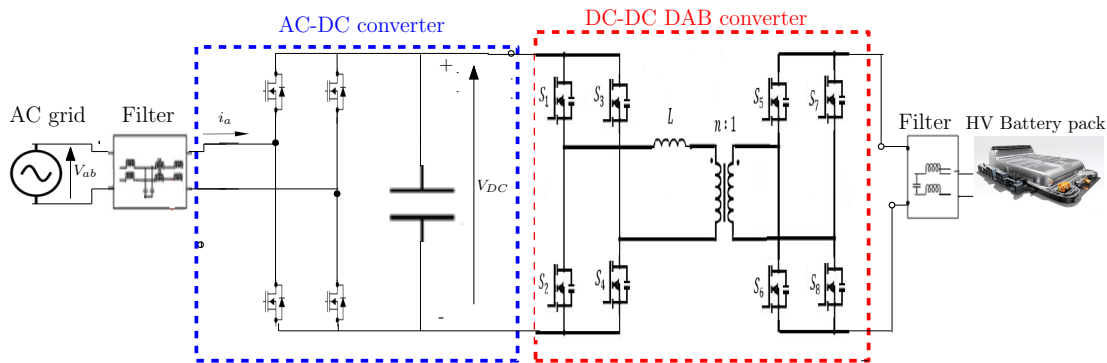 AC-DC converter
DC-DC DAB converter
AC grid
Filter
i_a
V_ab
+
V_DC
-
S_1
S_3
S_2
S_4
L
n:1
S_5
S_7
S_6
S_8
Filter
HV Battery pack